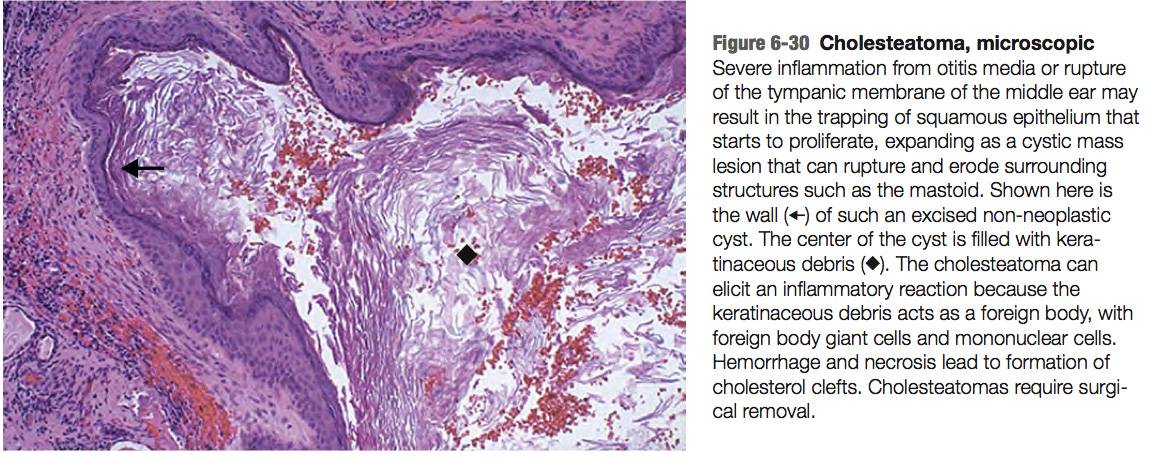 Figure 6-30 Cholesteatoma, microscopic
Severe inflammation from otitis media or rupture
of the tympanic membrane of the middle ear may
result in the trapping of squamous epithelium that
starts to proliferate, expanding as a cystic mass
lesion that can rupture and erode surrounding
structures such as the mastoid. Shown here is
the wall (←) of such an excised non-neoplastic
cyst. The center of the cyst is filled with kera-
tinaceous debris (◆). The cholesteatoma can
elicit an inflammatory reaction because the
keratinaceous debris acts as a foreign body, with
foreign body giant cells and mononuclear cells.
Hemorrhage and necrosis lead to formation of
cholesterol clefts. Cholesteatomas require surgi-
cal removal.